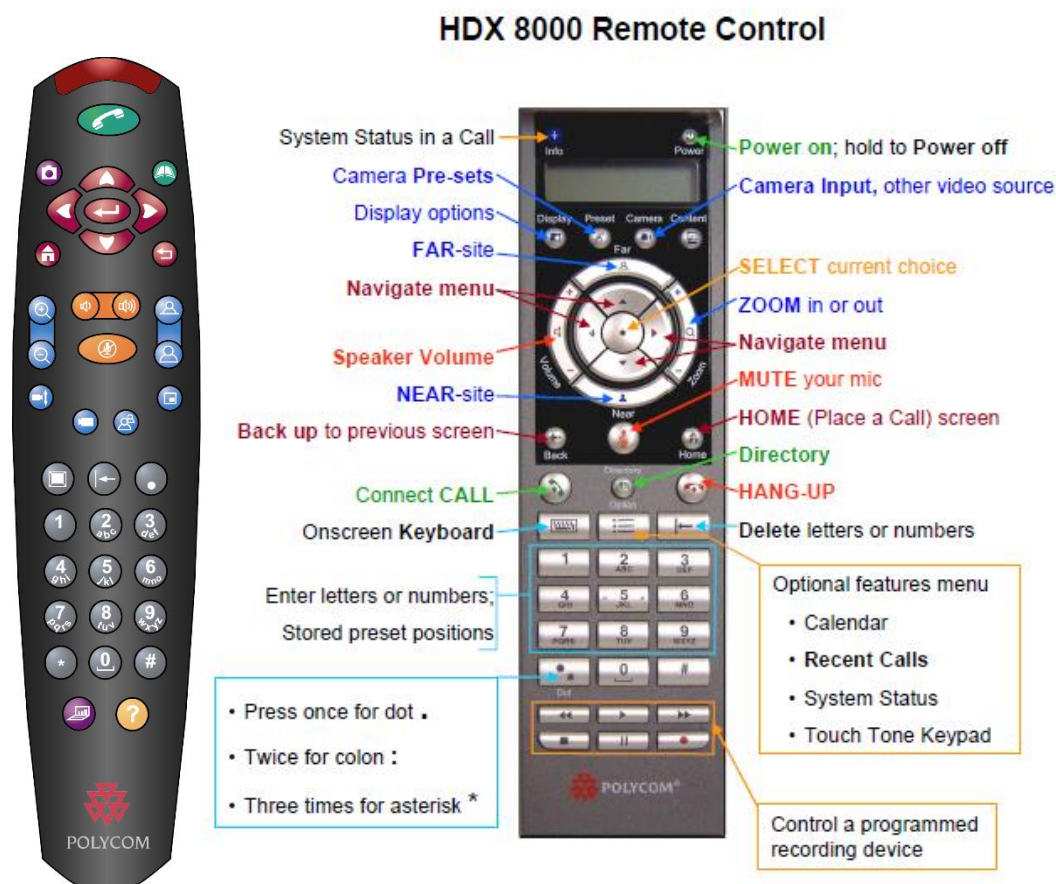 HDX 8000 Remote Control
System Status in a Call
Camera Pre-sets
Display options
FAR-site
Navigate menu
Speaker Volume
NEAR-site
Back up to previous screen
Connect CALL
Onscreen Keyboard
Enter letters or numbers;
Stored preset positions
• Press once for dot .
• Twice for colon :
• Three times for asterisk *
Info
Power
Display Preset Camera Content
Far
Volume
Zoom
Near
Back
Home
Directory
Option
1 2 ABC 3 DEF
4 GHI 5 JKL 6 MNO
7 PQRS 8 TUV 9 WXYZ
0 #
Dot
POLYCOM®
Power on; hold to Power off
Camera Input, other video source
SELECT current choice
ZOOM in or out
Navigate menu
MUTE your mic
HOME (Place a Call) screen
Directory
HANG-UP
Delete letters or numbers
Optional features menu
• Calendar
• Recent Calls
• System Status
• Touch Tone Keypad
Control a programmed
recording device
1 2 abc 3 def
4 ghi 5 jkl 6 mno
7 pqrs 8 tuv 9 wxyz
* 0 #
?
POLYCOM